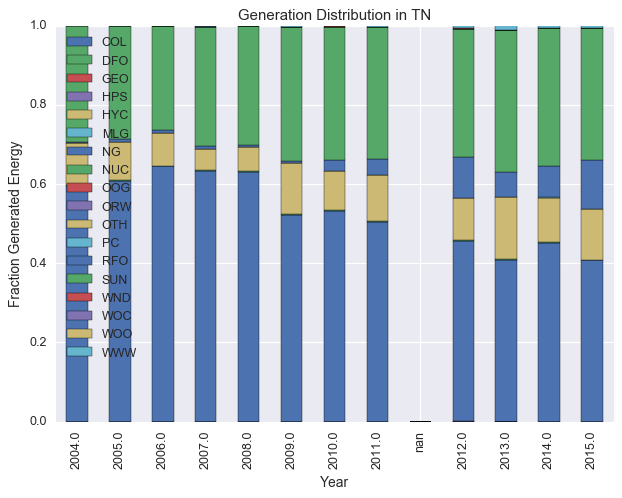 Generation Distribution in TN
1.0
0.8
0.6
0.4
0.2
0.0
Fraction Generated Energy
COL
DFO
GEO
HPS
HYC
MLG
NG
NUC
OOG
ORW
OTH
PC
RFO
SUN
WND
WOC
WOO
WWW
2004.0
2005.0
2006.0
2007.0
2008.0
2009.0
2010.0
2011.0
nan
2012.0
2013.0
2014.0
2015.0
Year